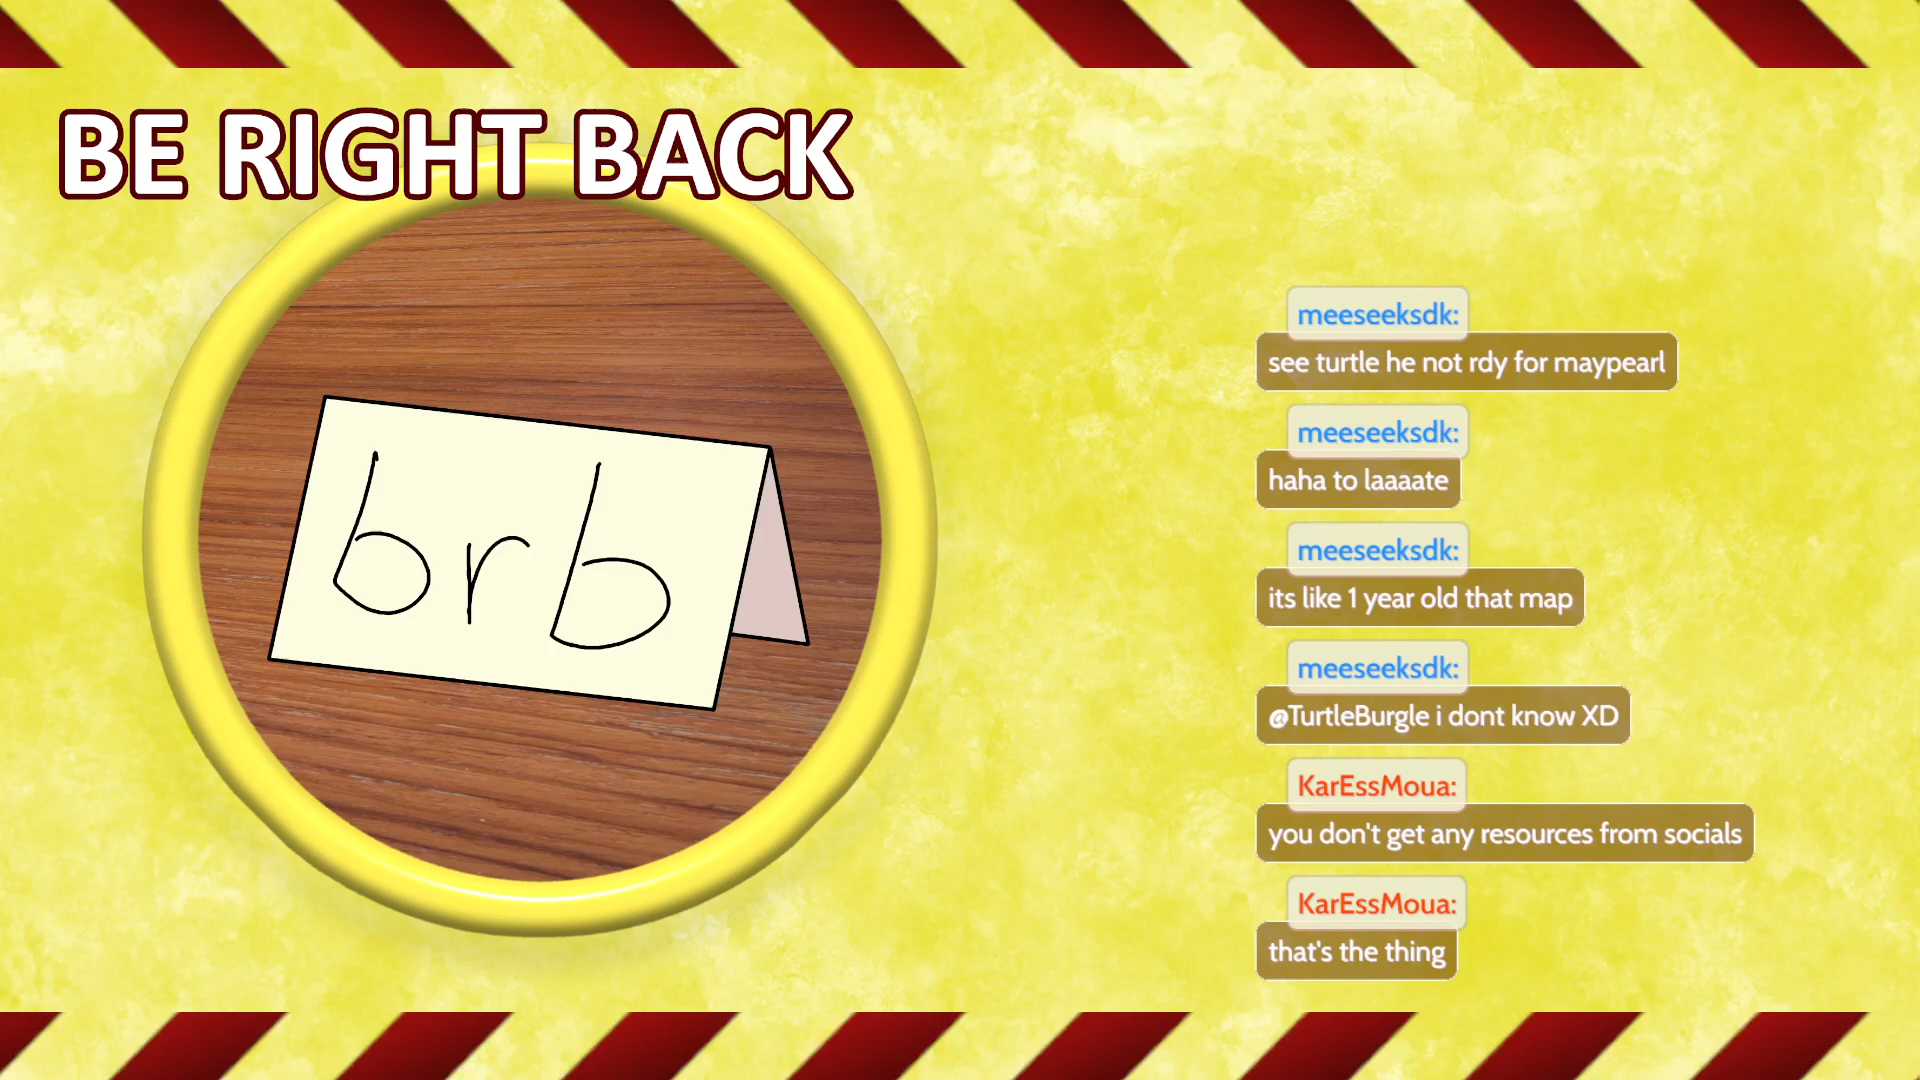 BE RIGHT BACK
brb
meeseeksdk:
see turtle he not rdy for maypearl
meeseeksdk:
haha to laaaate
meeseeksdk:
its like 1 year old that map
meeseeksdk:
@TurtleBurgle i dont know XD
KarEssMoua:
you don't get any resources from socials
KarEssMoua:
that's the thing